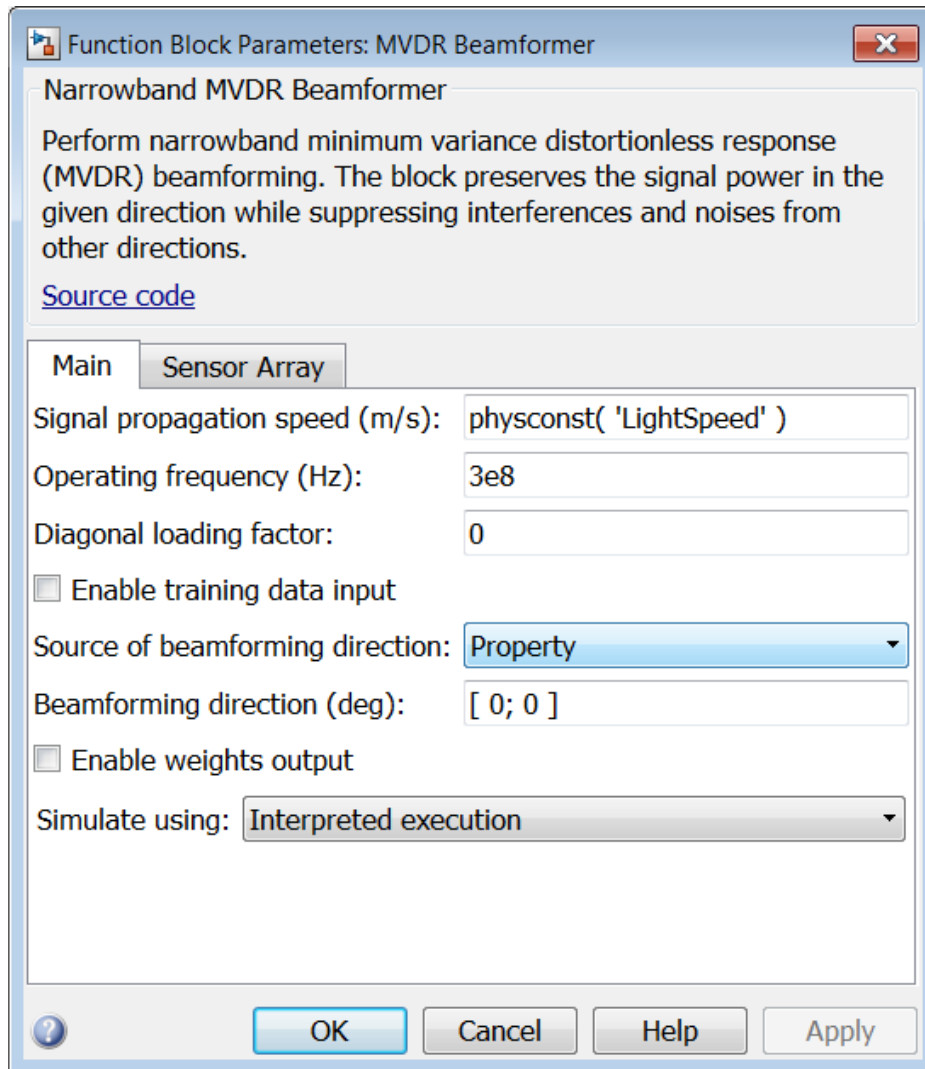 Function Block Parameters: MVDR Beamformer
Narrowband MVDR Beamformer
Perform narrowband minimum variance distortionless response
(MVDR) beamforming. The block preserves the signal power in the
given direction while suppressing interferences and noises from
other directions.
Source code
Main Sensor Array
Signal propagation speed (m/s): physconst( 'LightSpeed' )
Operating frequency (Hz): 3e8
Diagonal loading factor: 0
Enable training data input
Source of beamforming direction: Property
Beamforming direction (deg): [ 0; 0 ]
Enable weights output
Simulate using: Interpreted execution
? OK Cancel Help Apply